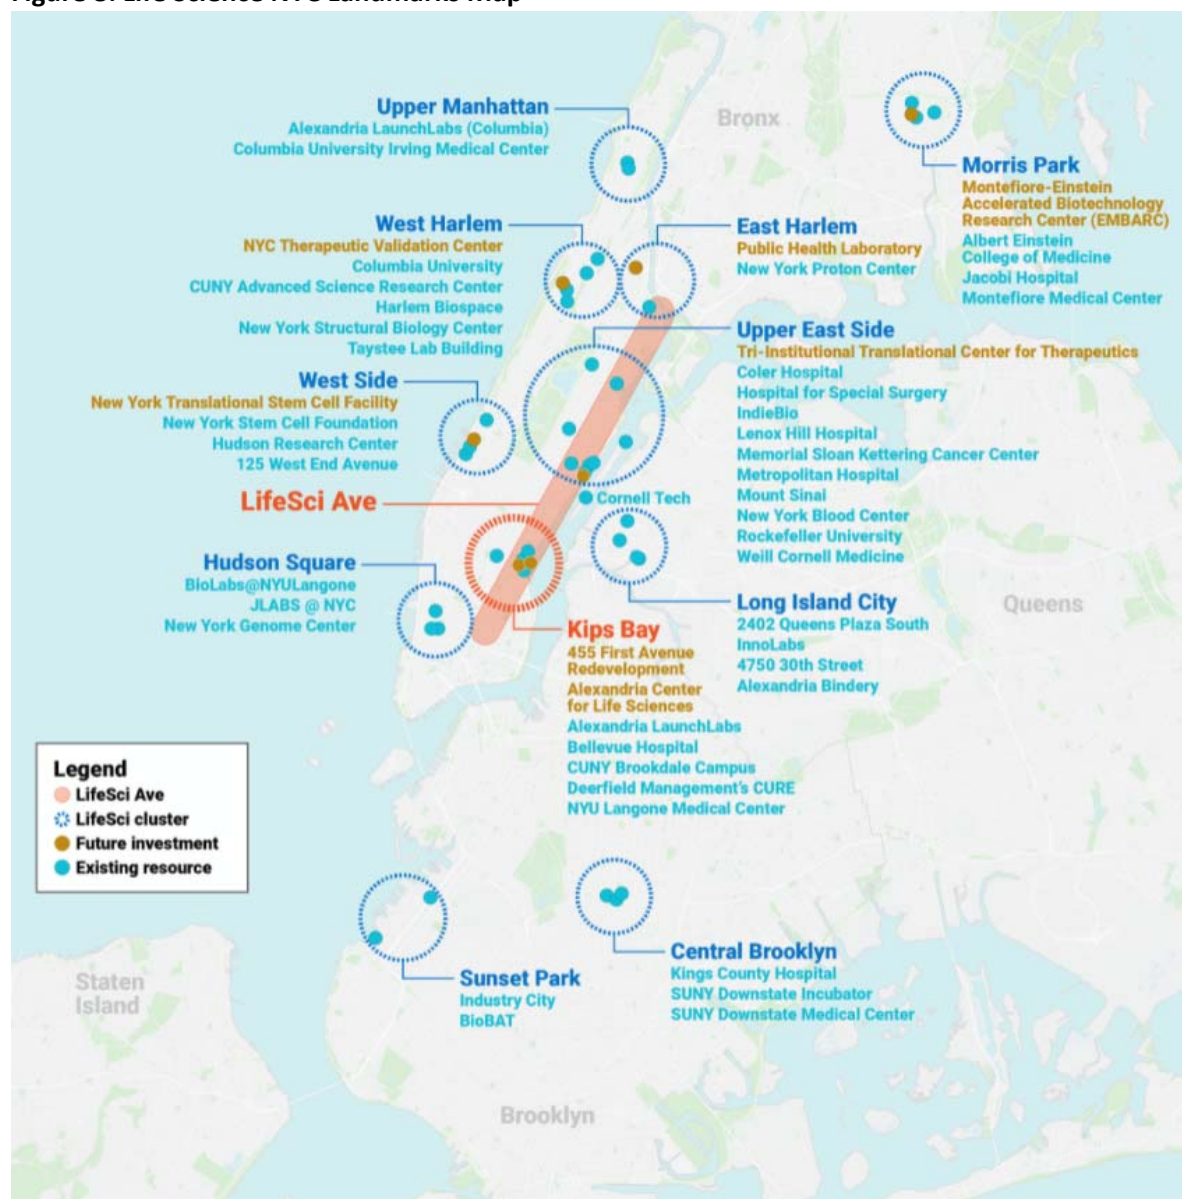 Bronx
Upper Manhattan
Alexandria LaunchLabs (Columbia)
Columbia University Irving Medical Center
Morris Park
Montefiore-Einstein
Accelerated Biotechnology
Research Center (EMBARC)
Albert Einstein
College of Medicine
Jacobi Hospital
Montefiore Medical Center
West Harlem
NYC Therapeutic Validation Center
Columbia University
CUNY Advanced Science Research Center
Harlem Biospace
New York Structural Biology Center
Taystee Lab Building
East Harlem
Public Health Laboratory
New York Proton Center
Upper East Side
Tri-Institutional Translational Center for Therapeutics
Coler Hospital
Hospital for Special Surgery
IndieBio
Lenox Hill Hospital
Memorial Sloan Kettering Cancer Center
Metropolitan Hospital
Mount Sinai
New York Blood Center
Rockefeller University
Weill Cornell Medicine
West Side
New York Translational Stem Cell Facility
New York Stem Cell Foundation
Hudson Research Center
125 West End Avenue
LifeSci Ave
Cornell Tech
Hudson Square
BioLabs@NYULangone
JLABS @ NYC
New York Genome Center
Long Island City
2402 Queens Plaza South
InnoLabs
4750 30th Street
Alexandria Bindery
Queens
Kips Bay
455 First Avenue
Redevelopment
Alexandria Center
for Life Sciences
Alexandria LaunchLabs
Bellevue Hospital
CUNY Brookdale Campus
Deerfield Management's CURE
NYU Langone Medical Center
Legend
LifeSci Ave
LifeSci cluster
Future investment
Existing resource
Central Brooklyn
Kings County Hospital
SUNY Downstate Incubator
SUNY Downstate Medical Center
Sunset Park
Industry City
BioBAT
Staten
Island
Brooklyn